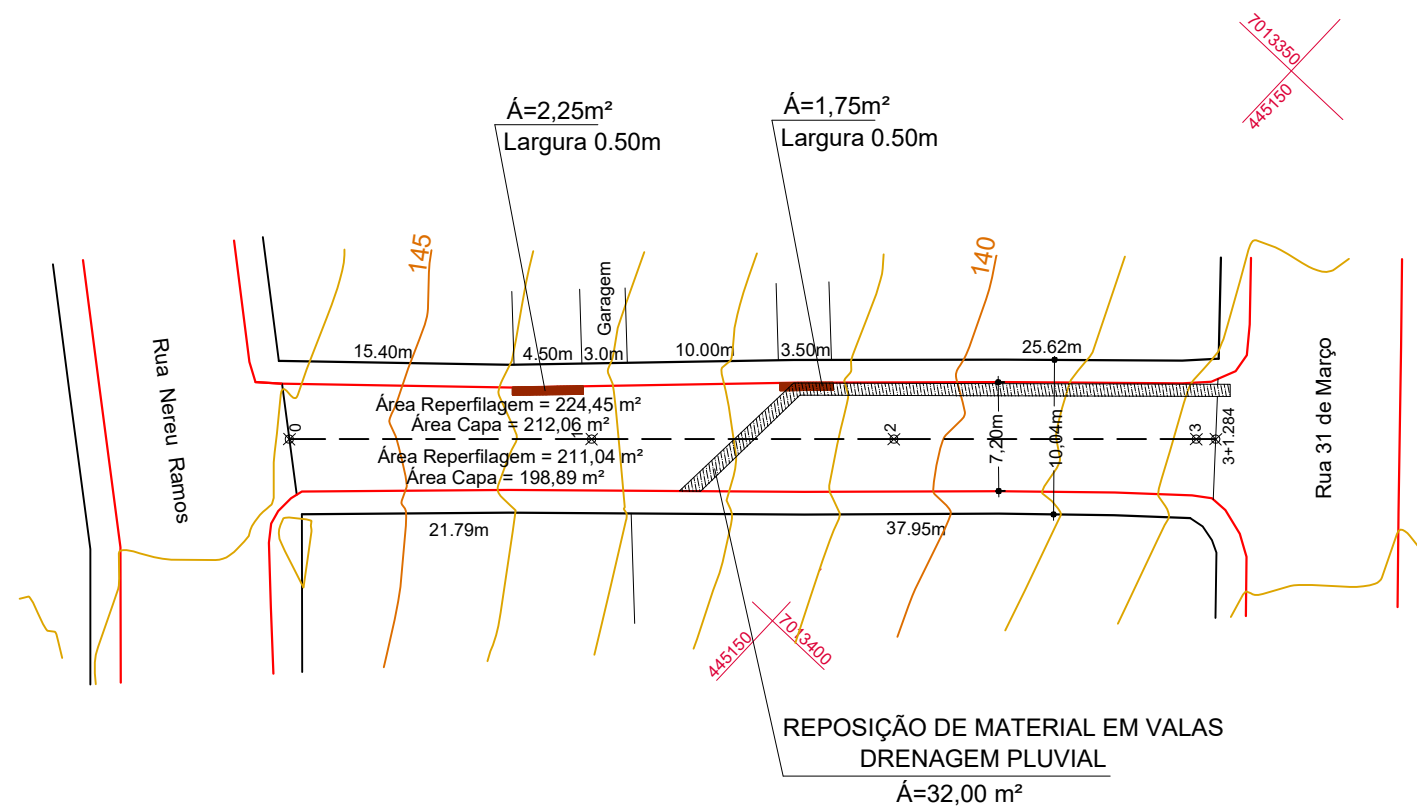 7013350
445150
Á=2,25m²
Largura 0.50m
Á=1,75m²
Largura 0.50m
145
140
Garagem
15.40m
4.50m
3.0m
10.00m
3.50m
25.62m
Rua Nereu Ramos
Rua 31 de Março
Área Reperfilagem = 224,45 m²
Área Capa = 212,06 m²
0
1
2
3
3+1.284
7,20m
10,04m
Área Reperfilagem = 211,04 m²
Área Capa = 198,89 m²
21.79m
37.95m
445150
7013400
REPOSIÇÃO DE MATERIAL EM VALAS
DRENAGEM PLUVIAL
Á=32,00 m²